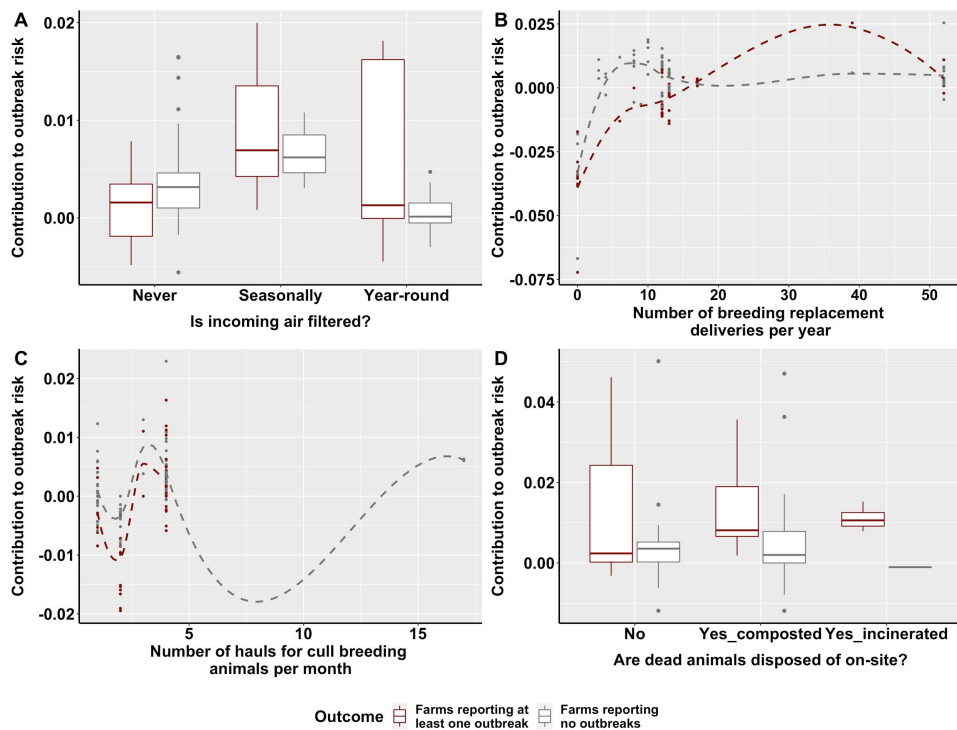 A
Contribution to outbreak risk
0.02
0.01
0.00
Never Seasonally Year-round
Is incoming air filtered?
B
Contribution to outbreak risk
0.025
0.000
-0.025
-0.050
-0.075
0 10 20 30 40 50
Number of breeding replacement
deliveries per year
C
Contribution to outbreak risk
0.02
0.01
0.00
-0.01
-0.02
5 10 15
Number of hauls for cull breeding
animals per month
D
Contribution to outbreak risk
0.04
0.02
0.00
No Yes_composted Yes_incinerated
Are dead animals disposed of on-site?
Outcome
Farms reporting at
least one outbreak
Farms reporting
no outbreaks